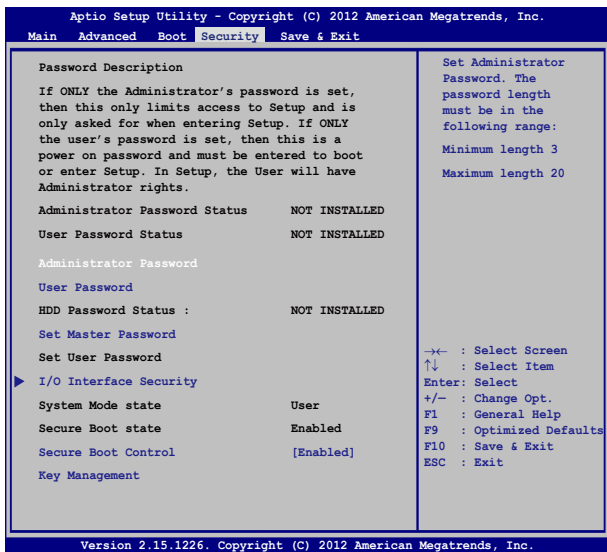 Aptio Setup Utility - Copyright (C) 2012 American Megatrends, Inc.
Main Advanced Boot Security Save & Exit
Password Description
If ONLY the Administrator's password is set,
then this only limits access to Setup and is
only asked for when entering Setup. If ONLY
the user's password is set, then this is a
power on password and must be entered to boot
or enter Setup. In Setup, the User will have
Administrator rights.
Administrator Password Status NOT INSTALLED
User Password Status NOT INSTALLED
Administrator Password
User Password
HDD Password Status : NOT INSTALLED
Set Master Password
Set User Password
I/O Interface Security
System Mode state User
Secure Boot state Enabled
Secure Boot Control [Enabled]
Key Management
Set Administrator
Password. The
password length
must be in the
following range:
Minimum length 3
Maximum length 20
→← : Select Screen
↑↓ : Select Item
Enter: Select
+/— : Change Opt.
F1 : General Help
F9 : Optimized Defaults
F10 : Save & Exit
ESC : Exit
Version 2.15.1226. Copyright (C) 2012 American Megatrends, Inc.